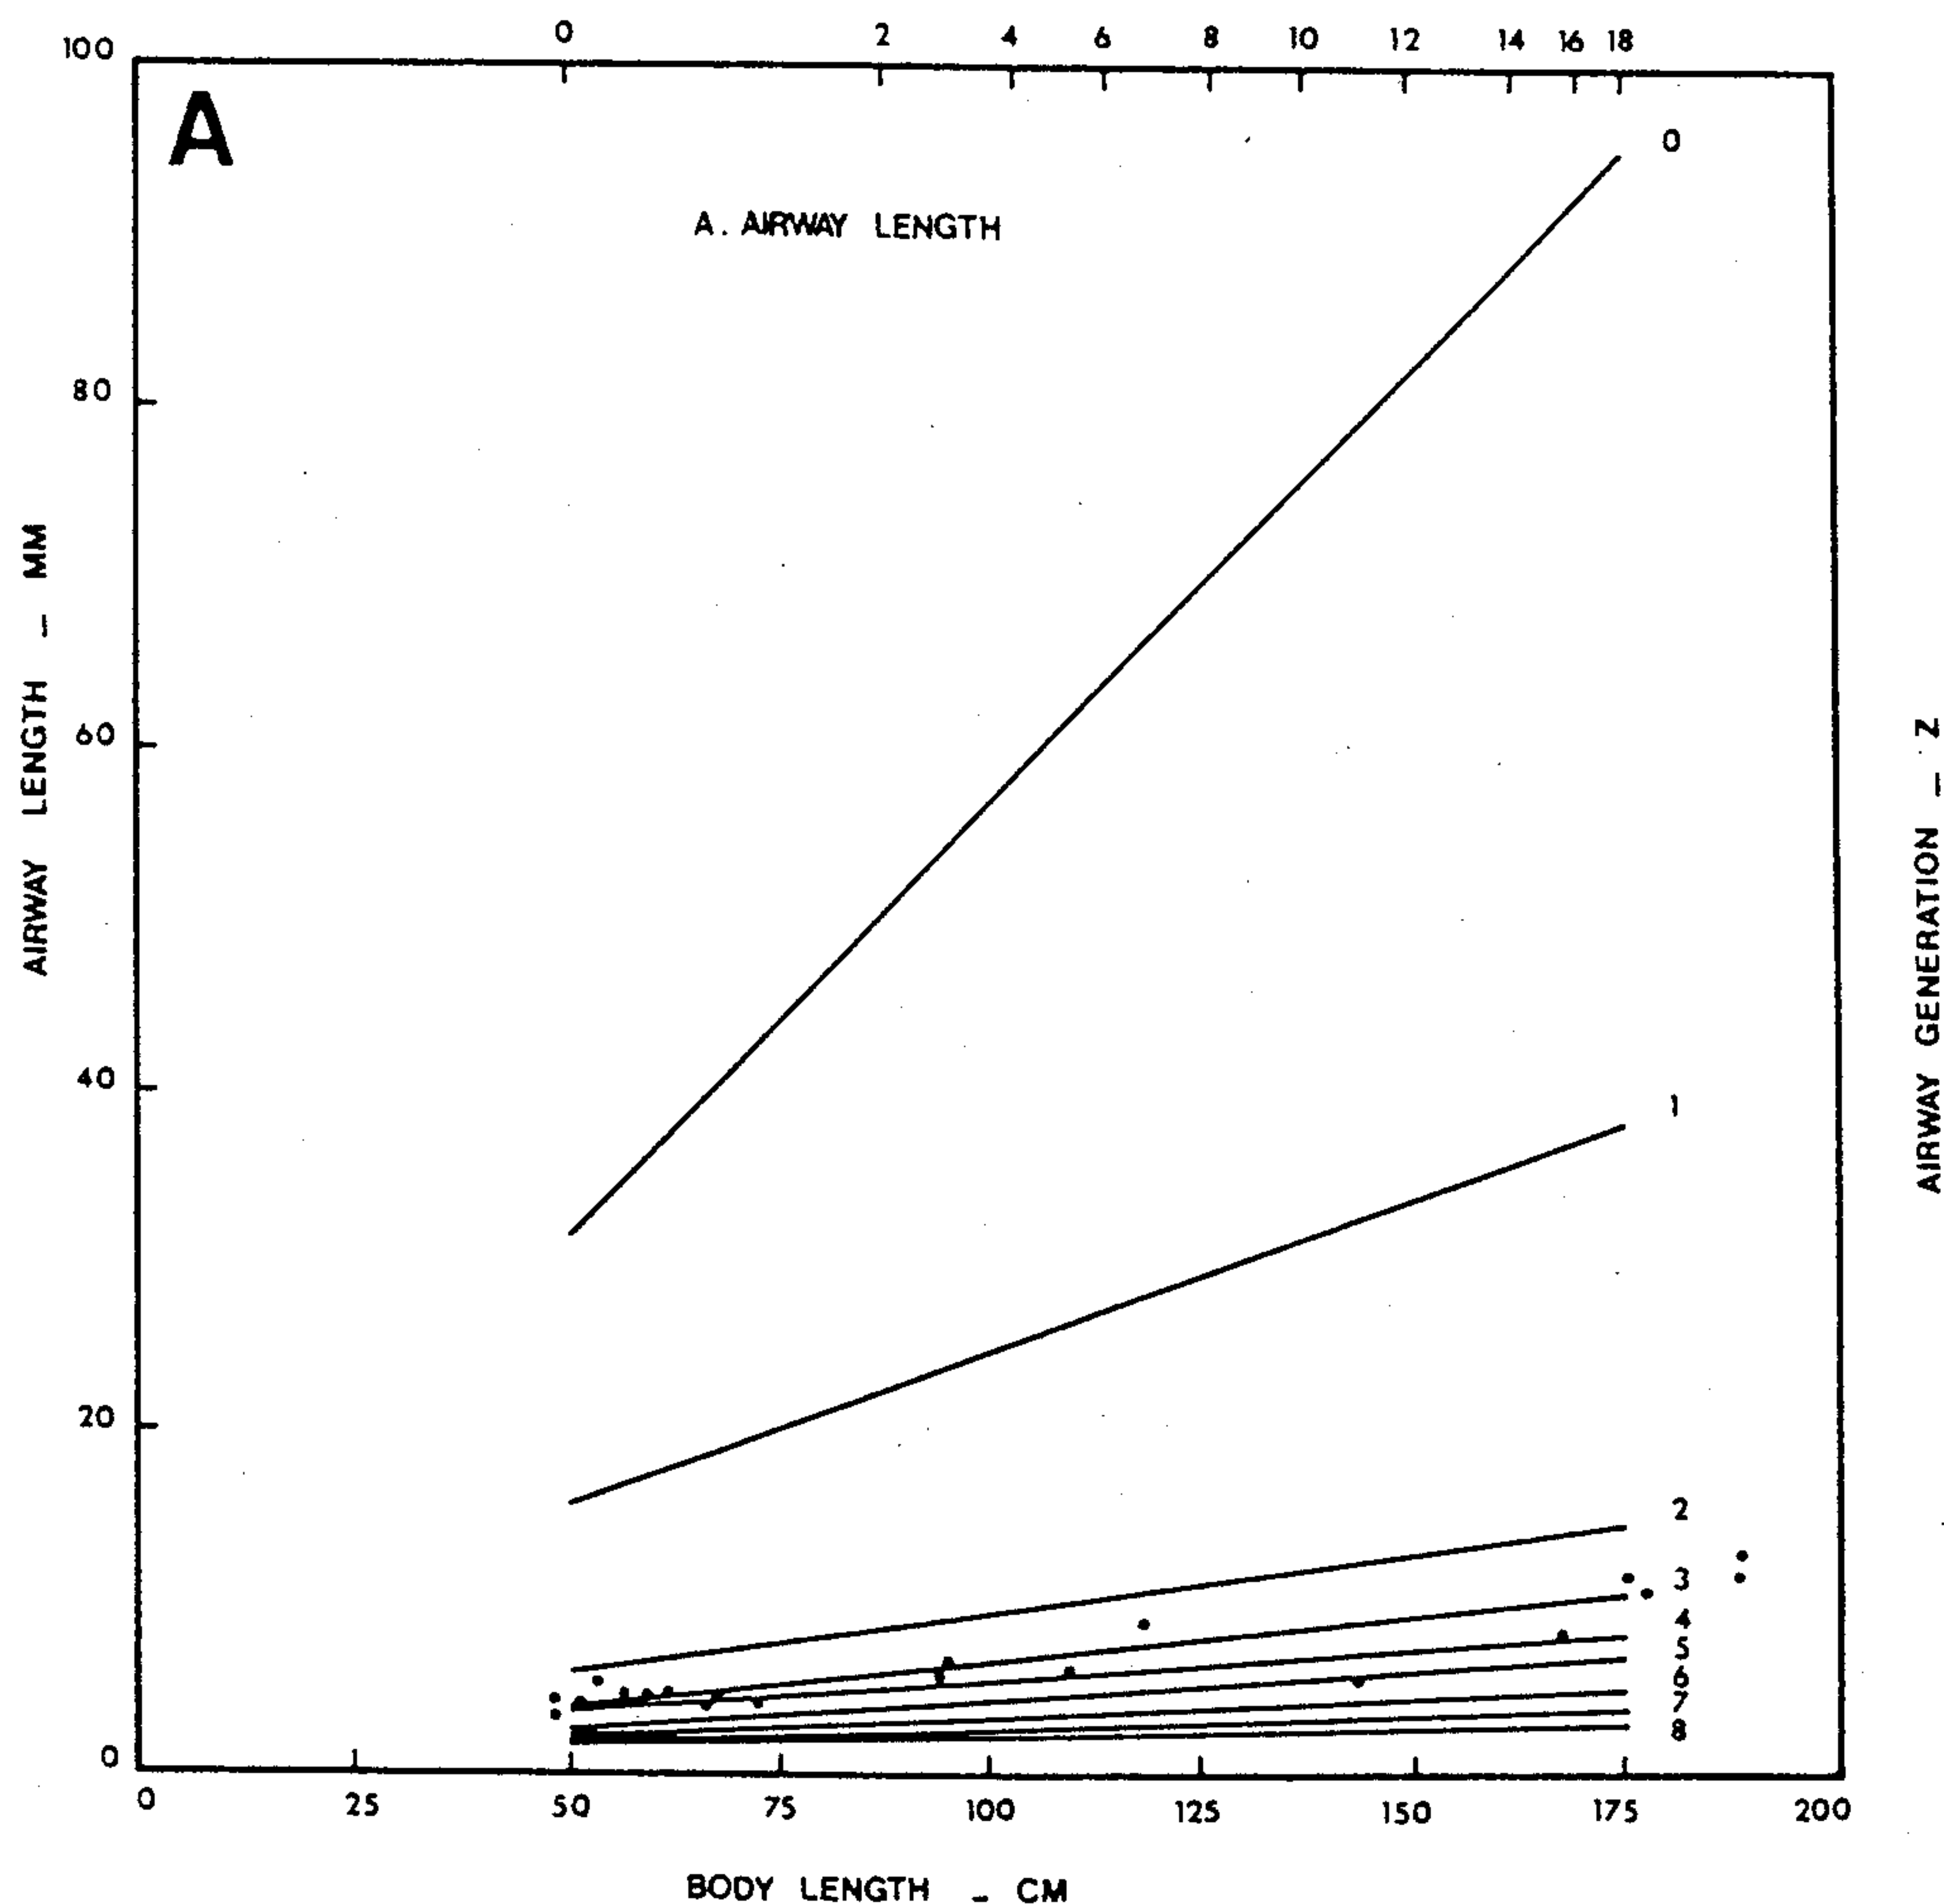 0 2 4 6 8 10 12 14 16 18
100
A
0
A. AIRWAY LENGTH
80
60
40
20
0
1
2
3
4
5
6
7
8
0 25 50 75 100 125 150 175 200
BODY LENGTH - CM
AIRWAY LENGTH - MM
AIRWAY GENERATION - Z